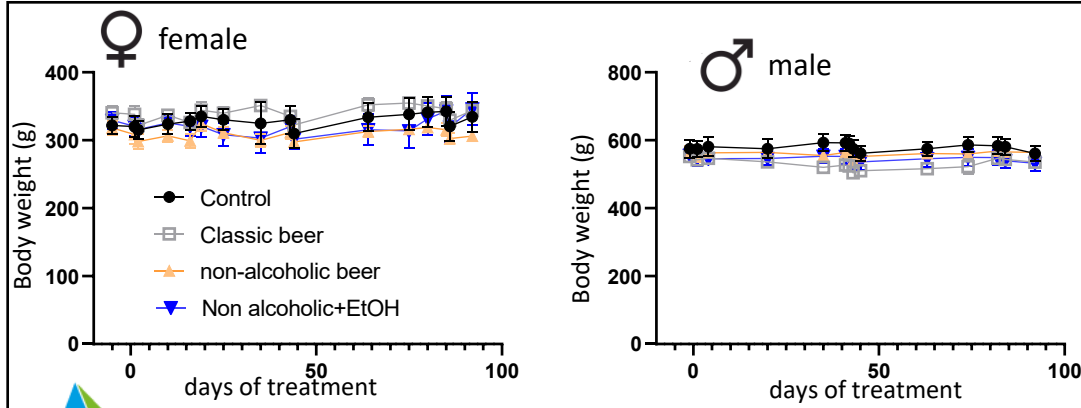 female
400
300
200
100
0
Body weight (g)
Control
Classic beer
non-alcoholic beer
Non alcoholic+EtOH
0
50
100
days of treatment
male
800
600
400
200
0
Body weight (g)
0
50
100
days of treatment